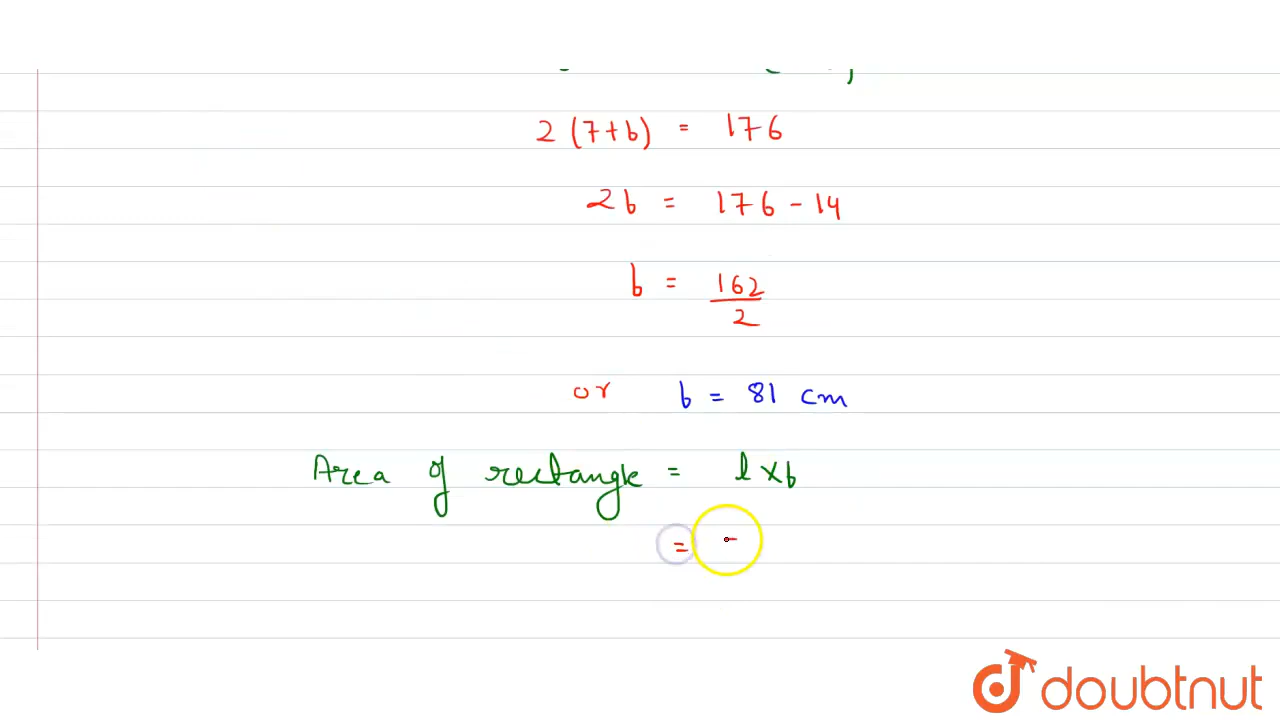 2 (7+b) = 176
2b = 176 - 14
b = 162/2
or b = 81 cm
Area of rectangle = l×b
=
doubtnut